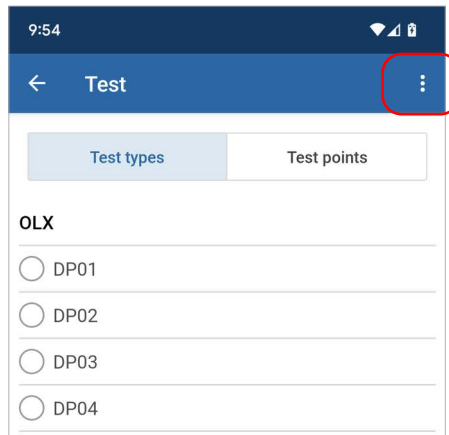 9:54
Test
Test types Test points
OLX
DP01
DP02
DP03
DP04